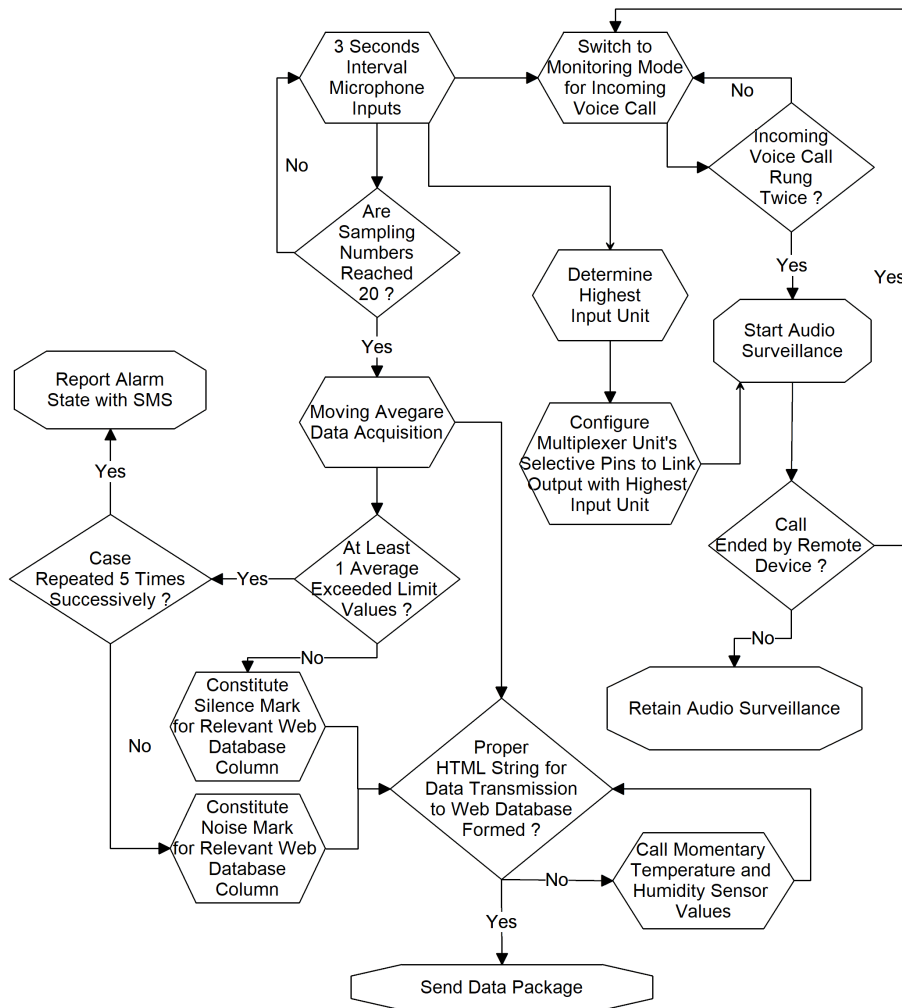 3 Seconds
Interval
Microphone
Inputs
Switch to
Monitoring Mode
for Incoming
Voice Call
No
Incoming
Voice Call
Rung
Twice ?
No
Are
Sampling
Numbers
Reached
20 ?
Yes
Yes
Determine
Highest
Input Unit
Start Audio
Surveillance
Yes
Report Alarm
State with SMS
Moving Avegare
Data Acquisition
Configure
Multiplexer Unit's
Selective Pins to Link
Output with Highest
Input Unit
Yes
Case
Repeated 5 Times
Successively ?
Yes
At Least
1 Average
Exceeded Limit
Values ?
Call
Ended by Remote
Device ?
No
No
Constitute
Silence Mark
for Relevant Web
Database
Column
Retain Audio Surveillance
No
Proper
HTML String for
Data Transmission
to Web Database
Formed ?
Constitute
Noise Mark
for Relevant Web
Database
Column
Call Momentary
Temperature and
Humidity Sensor
Values
No
Yes
Send Data Package